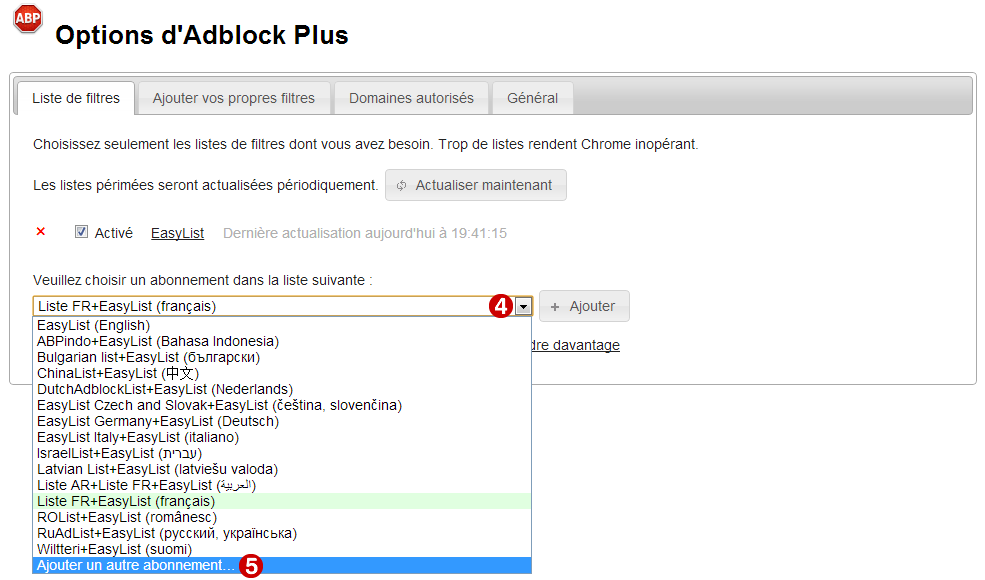 ABP
Options d'Adblock Plus
Liste de filtres
Ajouter vos propres filtres
Domaines autorisés
Général
Choisissez seulement les listes de filtres dont vous avez besoin. Trop de listes rendent Chrome inopérant.
Les listes périmées seront actualisées périodiquement.
Actualiser maintenant
Activé
EasyList
Dernière actualisation aujourd'hui à 19:41:15
Veuillez choisir un abonnement dans la liste suivante :
Liste FR+EasyList (français)
4
+ Ajouter
EasyList (English)
ABPindo+EasyList (Bahasa Indonesia)
dre davantage
Bulgarian list+EasyList (български)
ChinaList+EasyList (中文)
DutchAdblockList+EasyList (Nederlands)
EasyList Czech and Slovak+EasyList (čeština, slovenčina)
EasyList Germany+EasyList (Deutsch)
EasyList Italy+EasyList (italiano)
IsraelList+EasyList (עברית)
Latvian List+EasyList (latviešu valoda)
Liste AR+Liste FR+EasyList (العربية)
Liste FR+EasyList (français)
ROList+EasyList (românesc)
RuAdList+EasyList (русский, українська)
Wiltteri+EasyList (suomi)
Ajouter un autre abonnement...
5